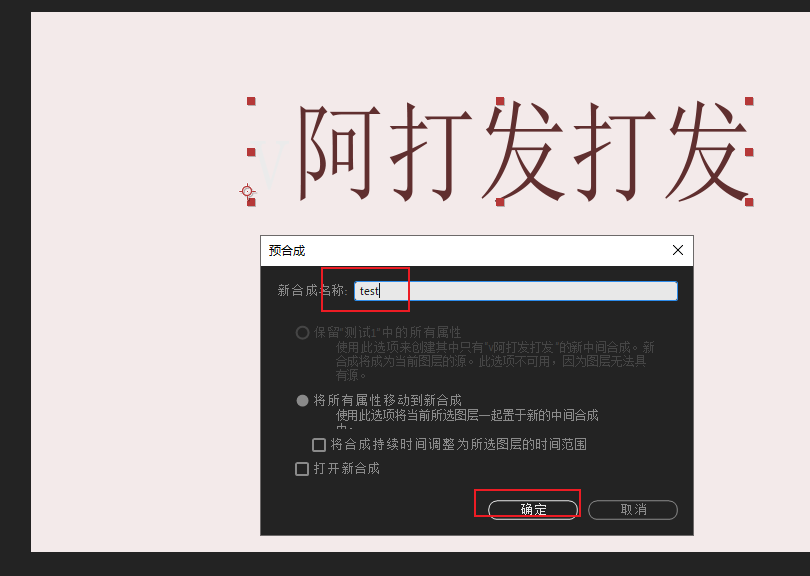 v阿打发打发
预合成
新合成名称: test
保留"测试1"中的所有属性
使用此选项来创建其中只有"v阿打发打发"的新中间合成。新
合成将成为当前图层的源。此选项不可用，因为图层无法具
有源。
将所有属性移动到新合成
使用此选项将当前所选图层一起置于新的中间合成
中。
将合成持续时间调整为所选图层的时间范围
打开新合成
确定
取消